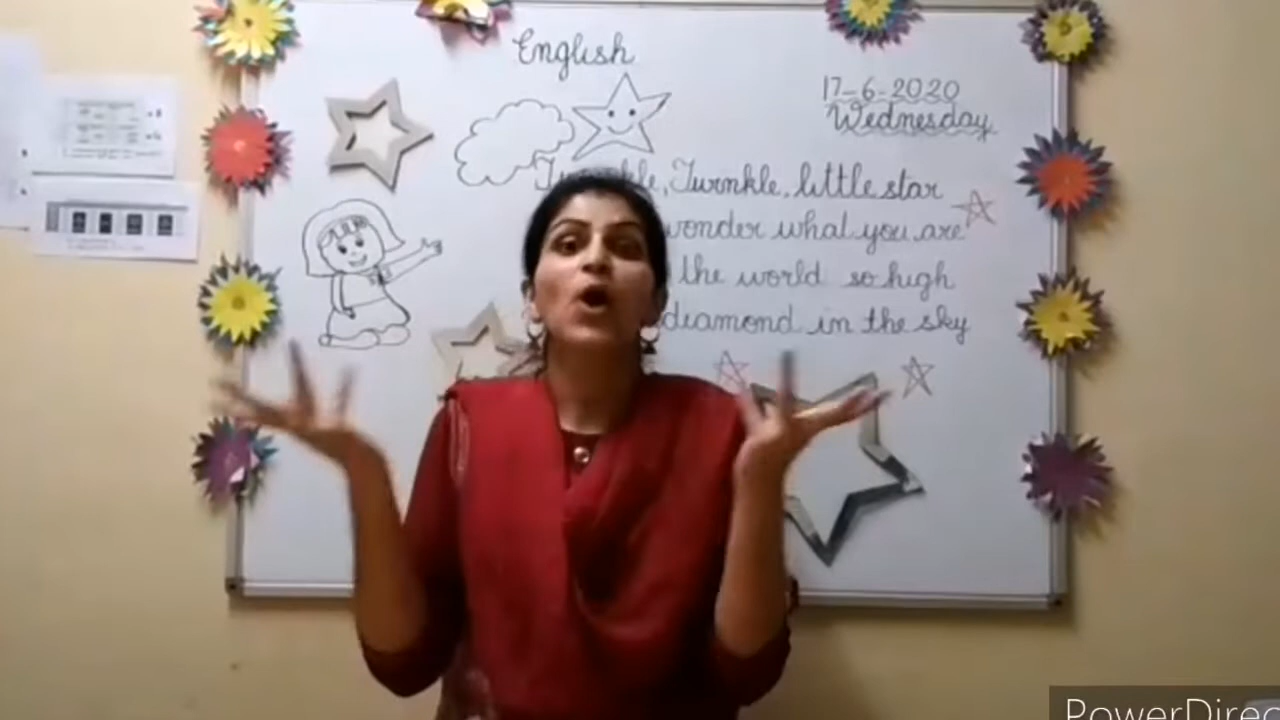 English
17-6-2020
Wednesday
Twinkle, Twinkle, little star
wonder what you are
the world so high
diamond in the sky
PowerDirec